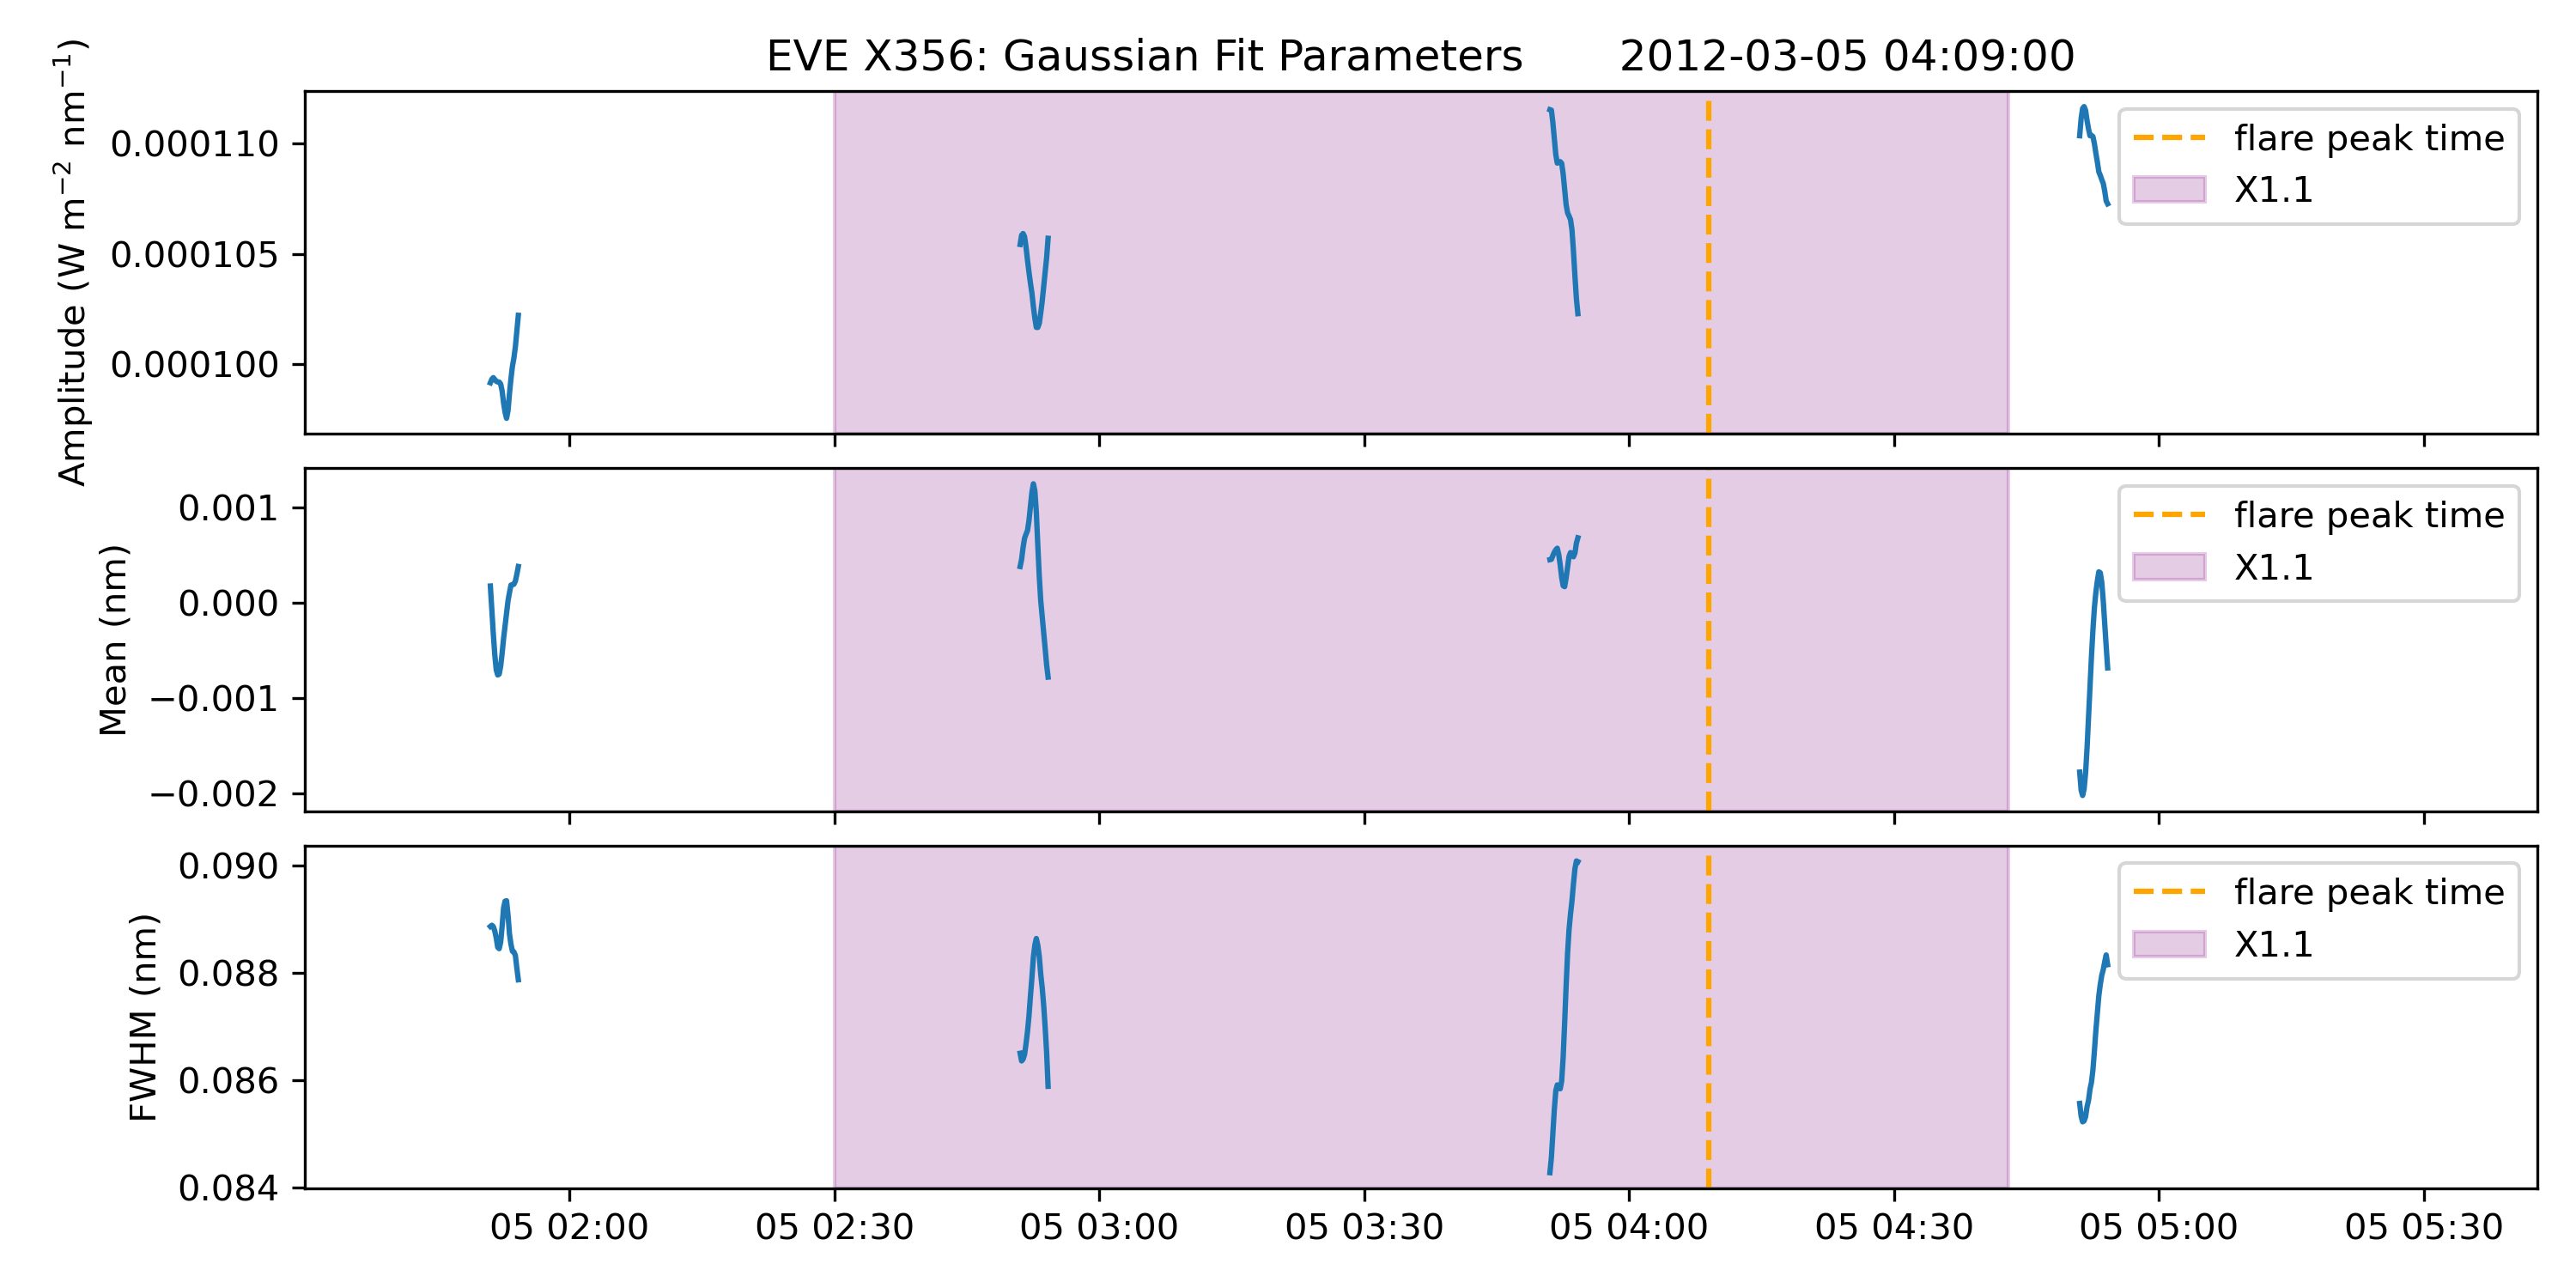 EVE X356: Gaussian Fit Parameters 2012-03-05 04:09:00
Amplitude (W m⁻² nm⁻¹)
0.000110
0.000105
0.000100
flare peak time
X1.1
Mean (nm)
0.001
0.000
−0.001
−0.002
flare peak time
X1.1
FWHM (nm)
0.090
0.088
0.086
0.084
flare peak time
X1.1
05 02:00 05 02:30 05 03:00 05 03:30 05 04:00 05 04:30 05 05:00 05 05:30